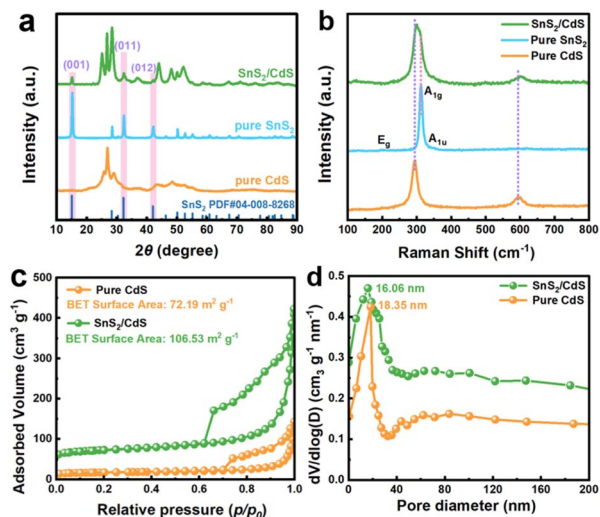 a
(001)
(011)
(012)
SnS₂/CdS
pure SnS₂
pure CdS
SnS₂ PDF#04-008-8268
Intensity (a.u.)
10 20 30 40 50 60 70 80 90
2θ (degree)
b
SnS₂/CdS
Pure SnS₂
Pure CdS
A₁g
E_g
A₁u
Intensity (a.u.)
100 200 300 400 500 600 700 800
Raman Shift (cm⁻¹)
c
Pure CdS
BET Surface Area: 72.19 m² g⁻¹
SnS₂/CdS
BET Surface Area: 106.53 m² g⁻¹
Adsorbed Volume (cm³ g⁻¹)
500
400
300
200
100
0
0.0 0.2 0.4 0.6 0.8 1.0
Relative pressure (p/p₀)
d
16.06 nm
18.35 nm
SnS₂/CdS
Pure CdS
dV/dlog(D) (cm₃ g⁻¹ nm⁻¹)
0.5
0.4
0.3
0.2
0.1
0.0
0 40 80 120 160 200
Pore diameter (nm)